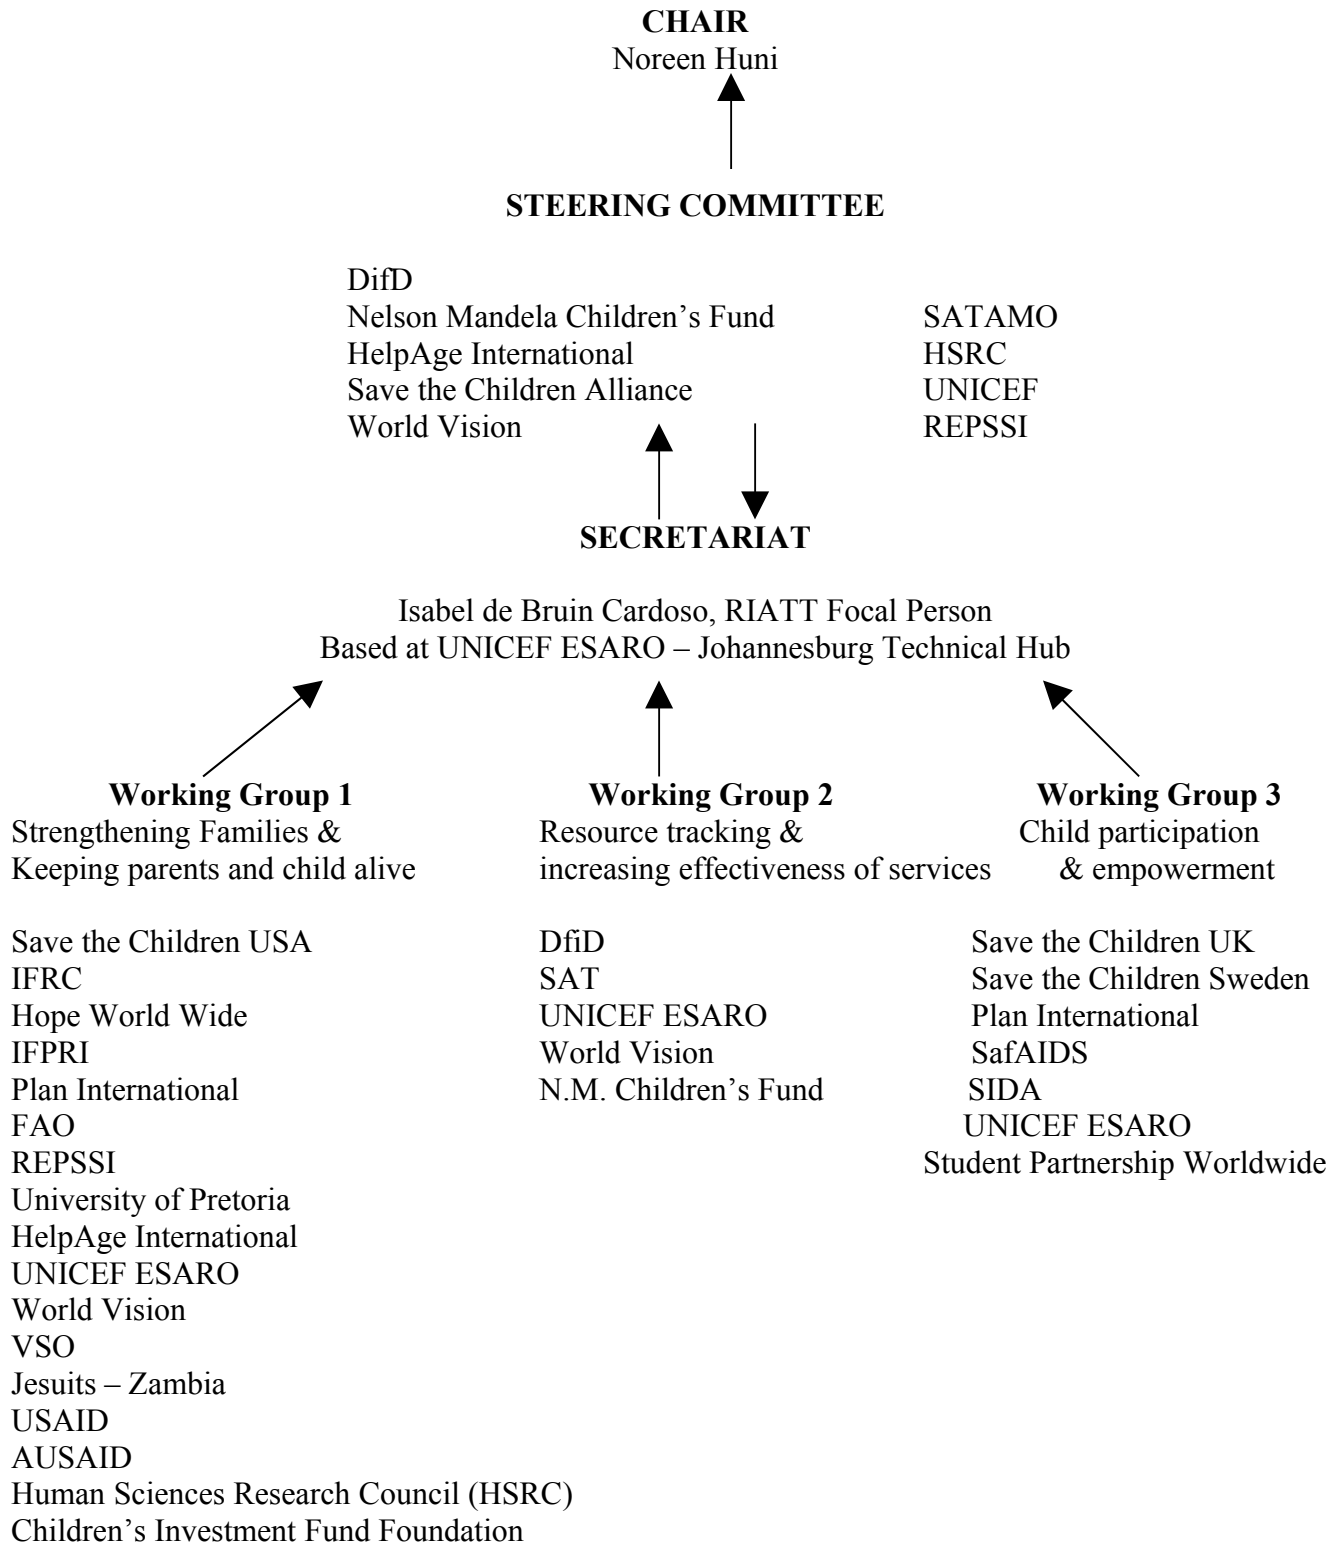 CHAIR
Noreen Huni
STEERING COMMITTEE
DifD
Nelson Mandela Children’s Fund
HelpAge International
Save the Children Alliance
World Vision
SATAMO
HSRC
UNICEF
REPSSI
SECRETARIAT
Isabel de Bruin Cardoso, RIATT Focal Person
Based at UNICEF ESARO – Johannesburg Technical Hub
Working Group 1
Strengthening Families &
Keeping parents and child alive
Save the Children USA
IFRC
Hope World Wide
IFPRI
Plan International
FAO
REPSSI
University of Pretoria
HelpAge International
UNICEF ESARO
World Vision
VSO
Jesuits – Zambia
USAID
AUSAID
Human Sciences Research Council (HSRC)
Children’s Investment Fund Foundation
Working Group 2
Resource tracking &
increasing effectiveness of services
DfiD
SAT
UNICEF ESARO
World Vision
N.M. Children’s Fund
Working Group 3
Child participation
& empowerment
Save the Children UK
Save the Children Sweden
Plan International
SafAIDS
SIDA
UNICEF ESARO
Student Partnership Worldwide